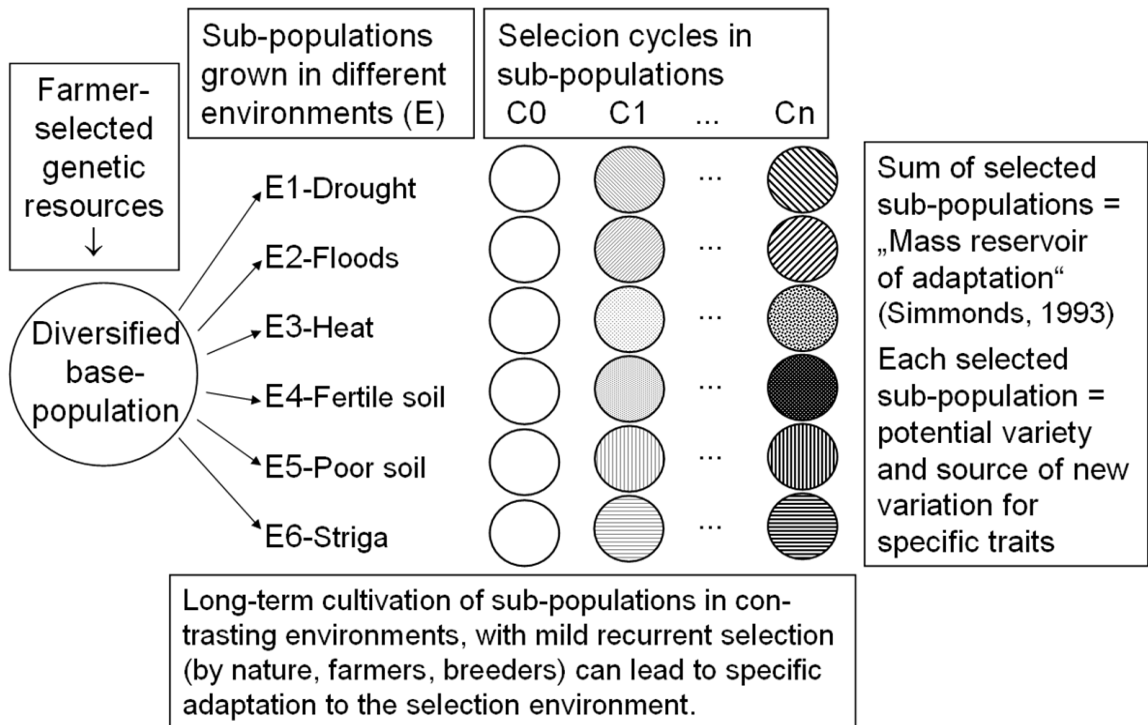 Farmer-
selected
genetic
resources
↓
Diversified
base-
population
Sub-populations
grown in different
environments (E)
Selecion cycles in
sub-populations
C0 C1 ... Cn
E1-Drought ...
E2-Floods ...
E3-Heat ...
E4-Fertile soil ...
E5-Poor soil ...
E6-Striga ...
Sum of selected
sub-populations =
„Mass reservoir
of adaptation“
(Simmonds, 1993)
Each selected
sub-population =
potential variety
and source of new
variation for
specific traits
Long-term cultivation of sub-populations in con-
trasting environments, with mild recurrent selection
(by nature, farmers, breeders) can lead to specific
adaptation to the selection environment.